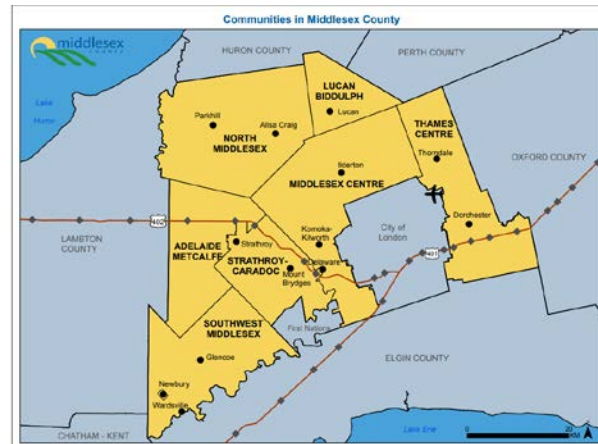 Communities in Middlesex County
middlesex
COUNTY
HURON COUNTY
PERTH COUNTY
Lake
Huron
LUCAN
BIDDULPH
Lucan
Parkhill
Ailsa Craig
NORTH
MIDDLESEX
THAMES
CENTRE
Thorndale
OXFORD COUNTY
Ilderton
MIDDLESEX CENTRE
Dorchester
402
City of
London
401
LAMBTON
COUNTY
ADELAIDE
METCALFE
Strathroy
Komoka-
Kilworth
STRATHROY-
CARADOC
Mount
Brydges
Delaware
First Nations
SOUTHWEST
MIDDLESEX
Glencoe
ELGIN COUNTY
Newbury
Wardsville
CHATHAM - KENT
Lake Erie
0
20
KM